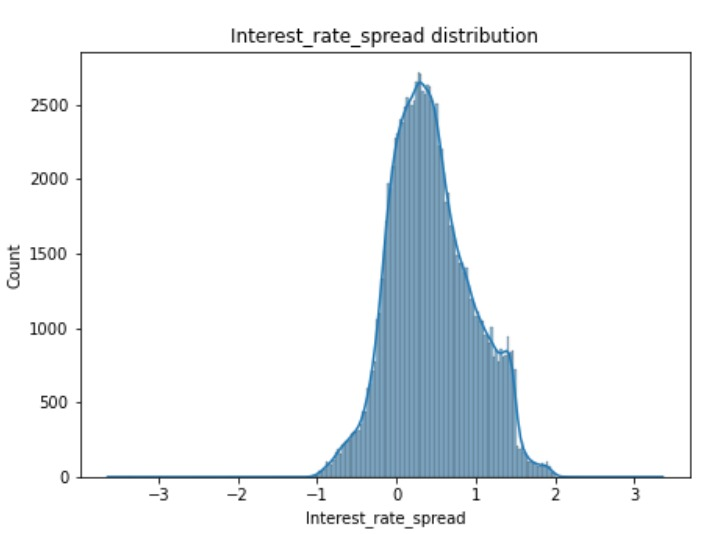 Interest_rate_spread distribution
2500
2000
1500
1000
500
0
Count
−3 −2 −1 0 1 2 3
Interest_rate_spread